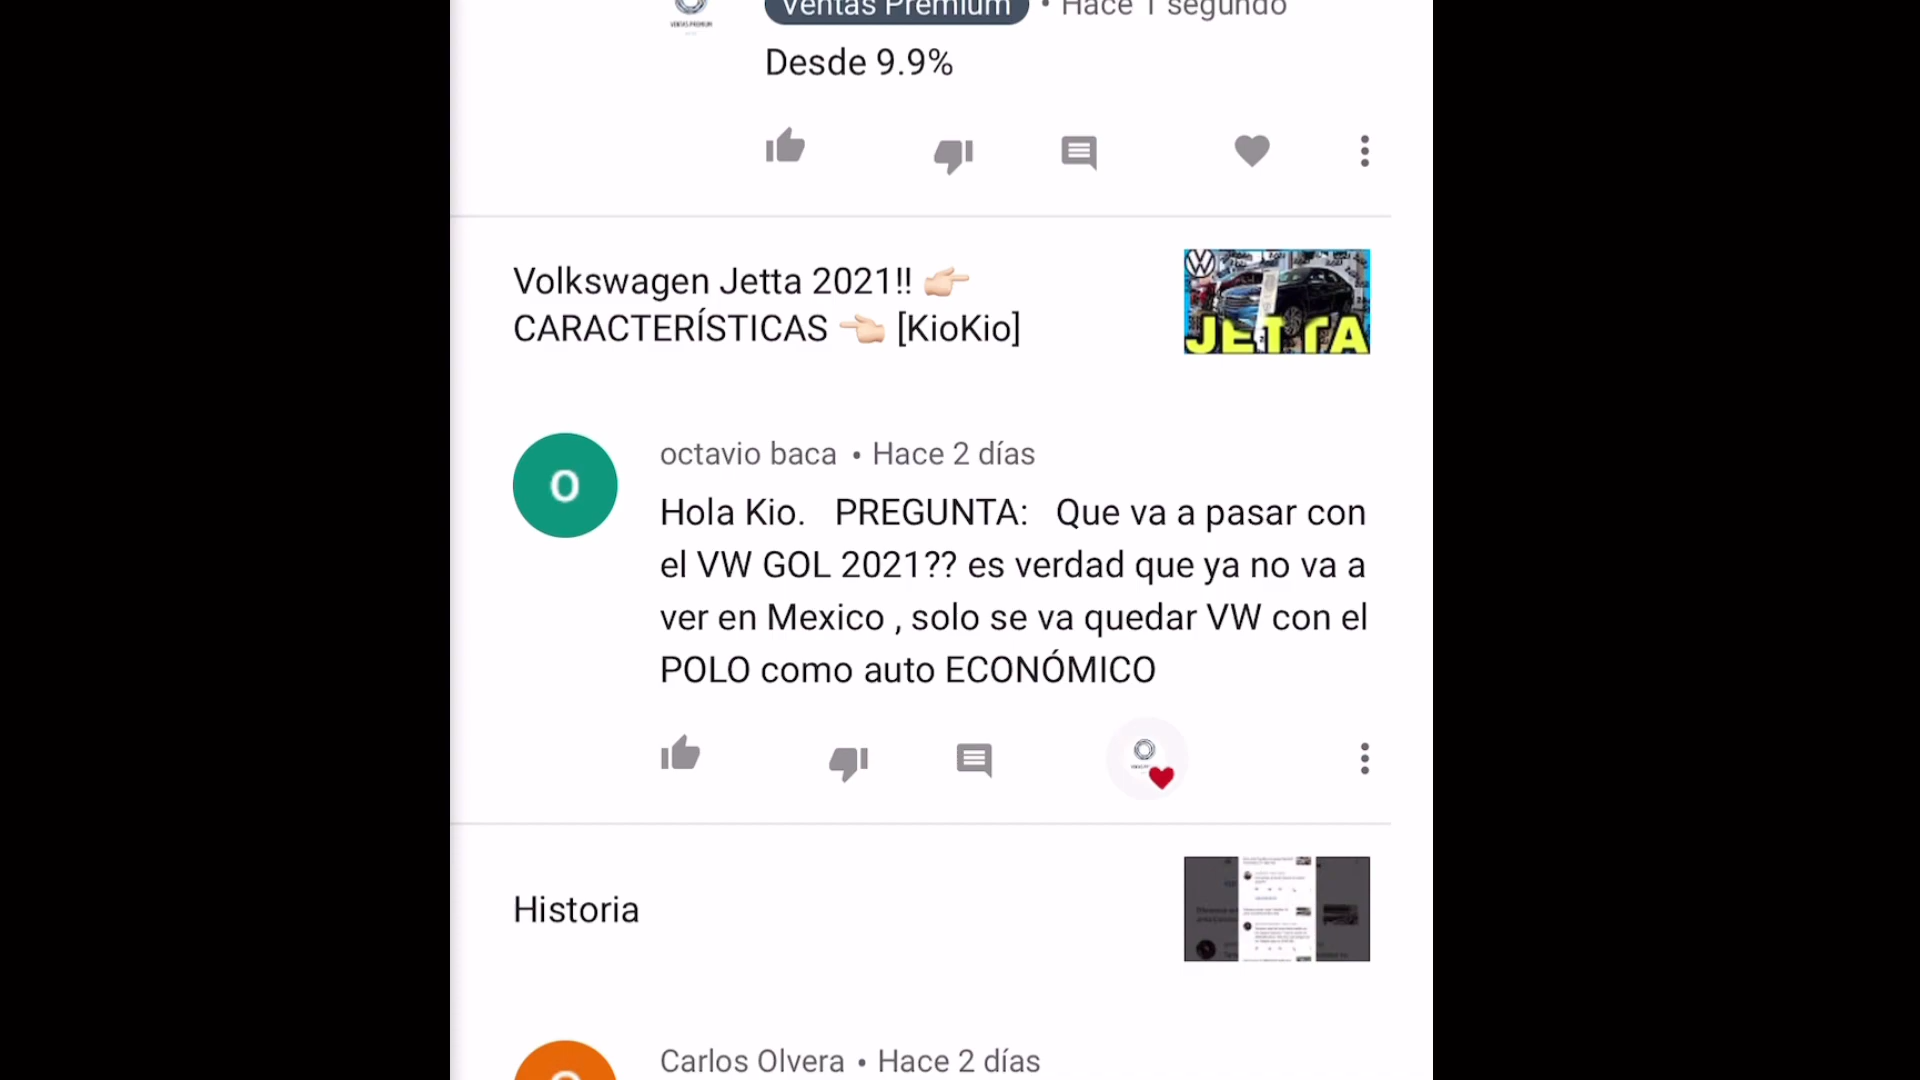 Ventas Premium • Hace 1 segundo
VENTAS PREMIUM
Desde 9.9%
Volkswagen Jetta 2021!! 👉🏻
CARACTERÍSTICAS 👈🏻 [KioKio]
JETTA
O
octavio baca • Hace 2 días
Hola Kio. PREGUNTA: Que va a pasar con
el VW GOL 2021?? es verdad que ya no va a
ver en Mexico , solo se va quedar VW con el
POLO como auto ECONÓMICO
Historia
Carlos Olvera • Hace 2 días